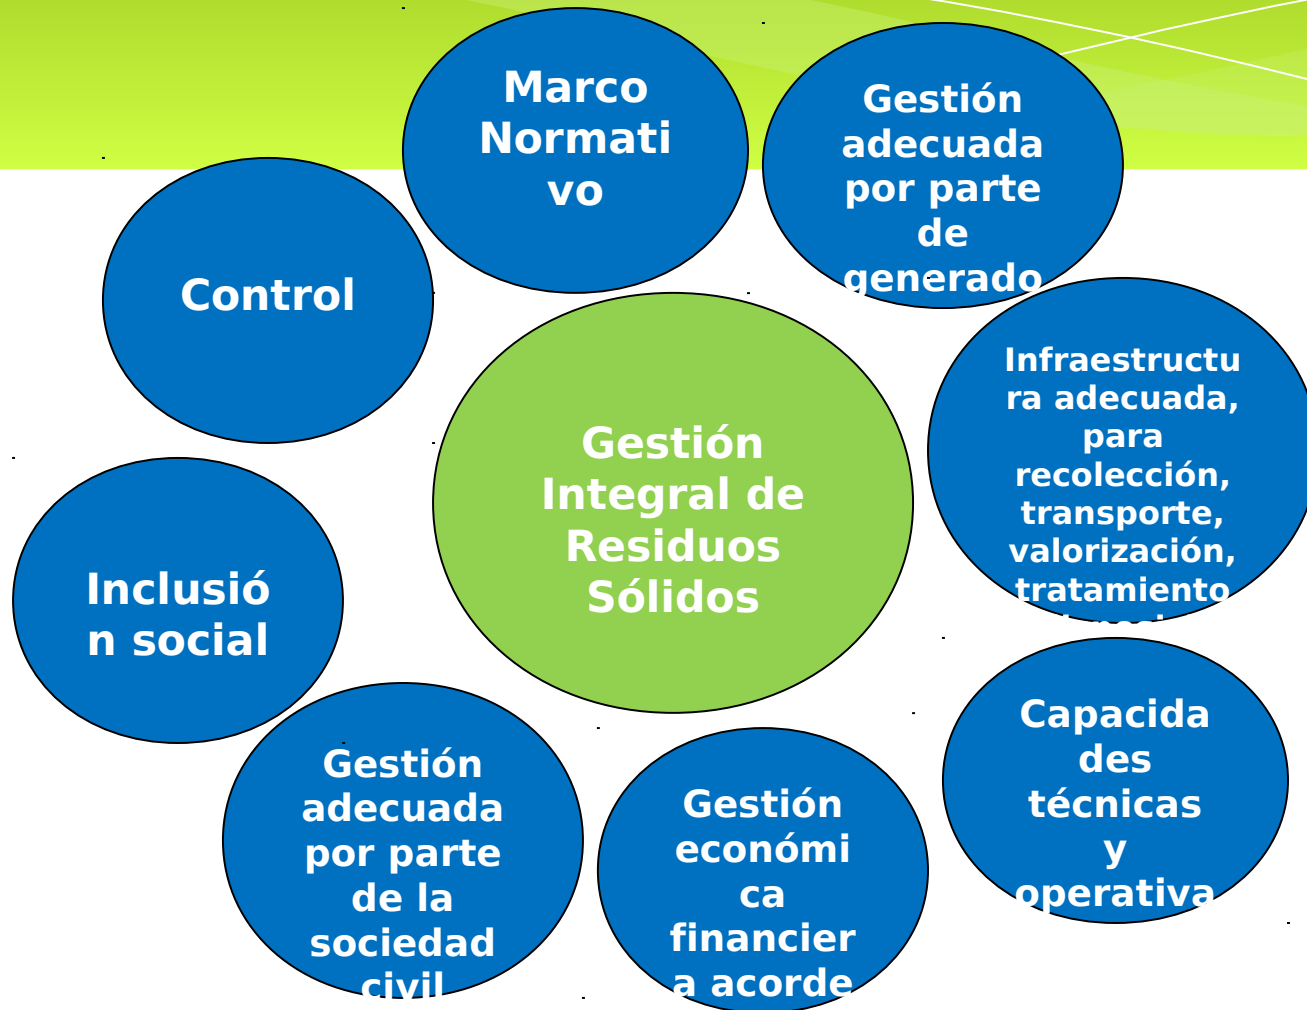 Marco
Normati
vo
Gestión
adecuada
por parte
de
generado
Control
Infraestructu
ra adecuada,
para
recolección,
transporte,
valorización,
tratamiento
Gestión
Integral de
Residuos
Sólidos
Inclusió
n social
Capacida
des
técnicas
y
operativa
Gestión
adecuada
por parte
de la
sociedad
civil
Gestión
económi
ca
financier
a acorde